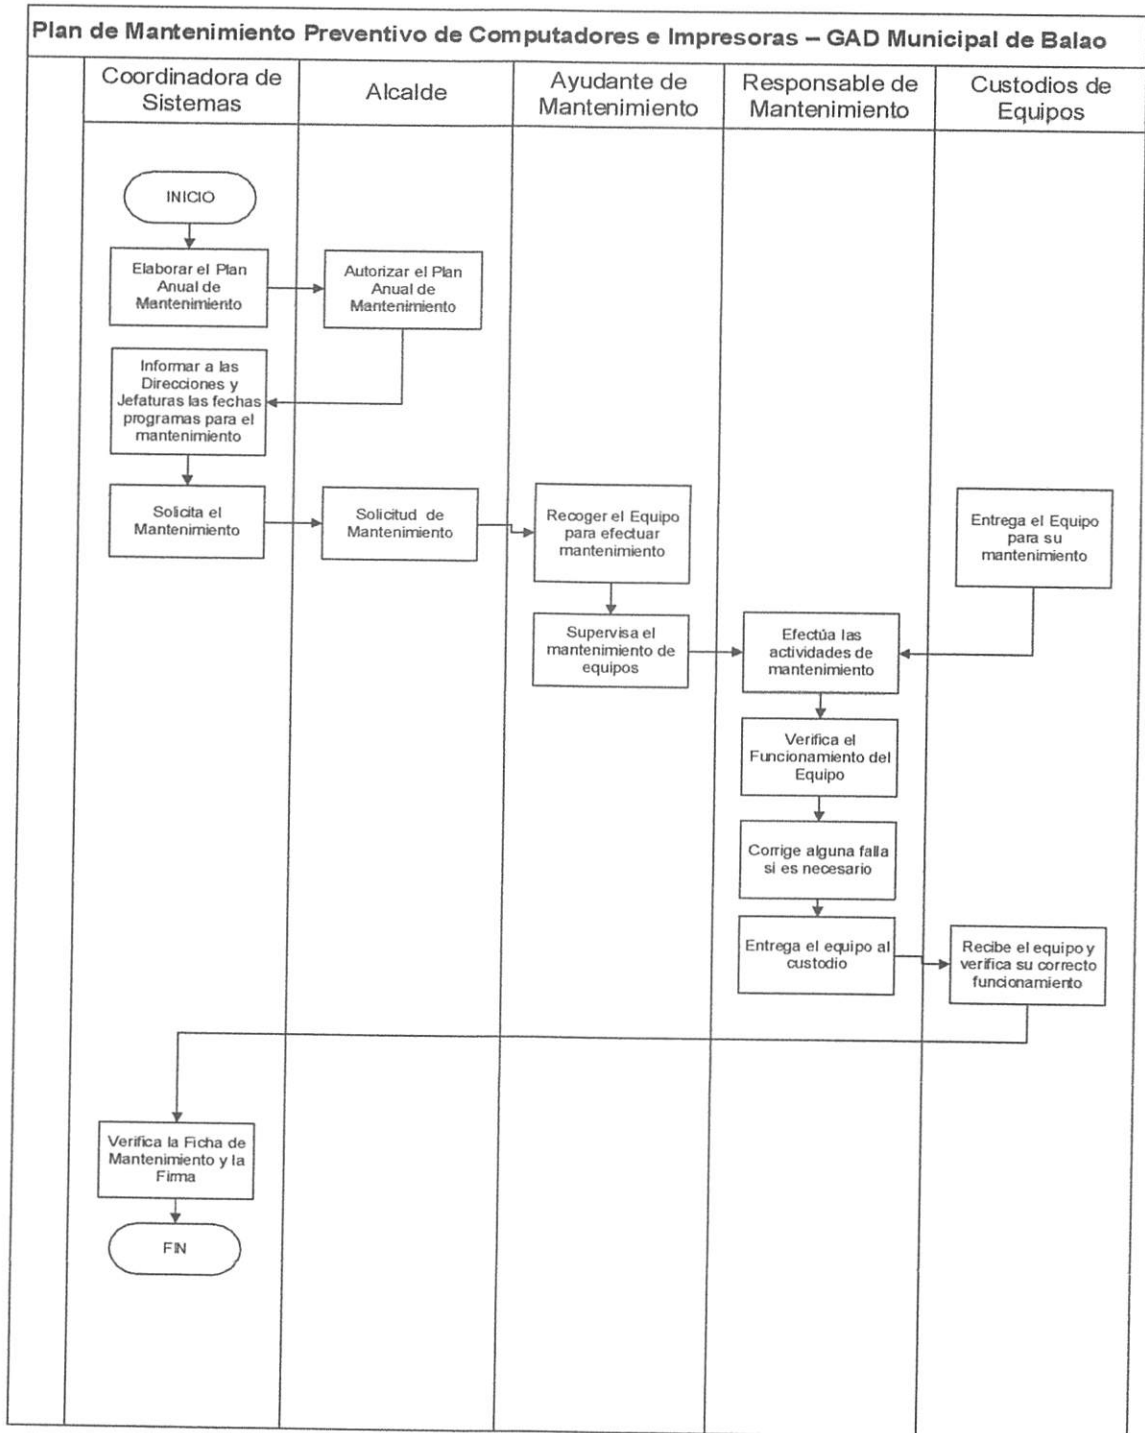 Plan de Mantenimiento Preventivo de Computadores e Impresoras – GAD Municipal de Balao
Coordinadora de
Sistemas
Alcalde
Ayudante de
Mantenimiento
Responsable de
Mantenimiento
Custodios de
Equipos
INICIO
Elaborar el Plan
Anual de
Mantenimiento
Autorizar el Plan
Anual de
Mantenimiento
Informar a las
Direcciones y
Jefaturas las fechas
programas para el
mantenimiento
Solicita el
Mantenimiento
Solicitud de
Mantenimiento
Recoger el Equipo
para efectuar
mantenimiento
Entrega el Equipo
para su
mantenimiento
Supervisa el
mantenimiento de
equipos
Efectúa las
actividades de
mantenimiento
Verifica el
Funcionamiento del
Equipo
Corrige alguna falla
si es necesario
Entrega el equipo al
custodio
Recibe el equipo y
verifica su correcto
funcionamiento
Verifica la Ficha de
Mantenimiento y la
Firma
FIN